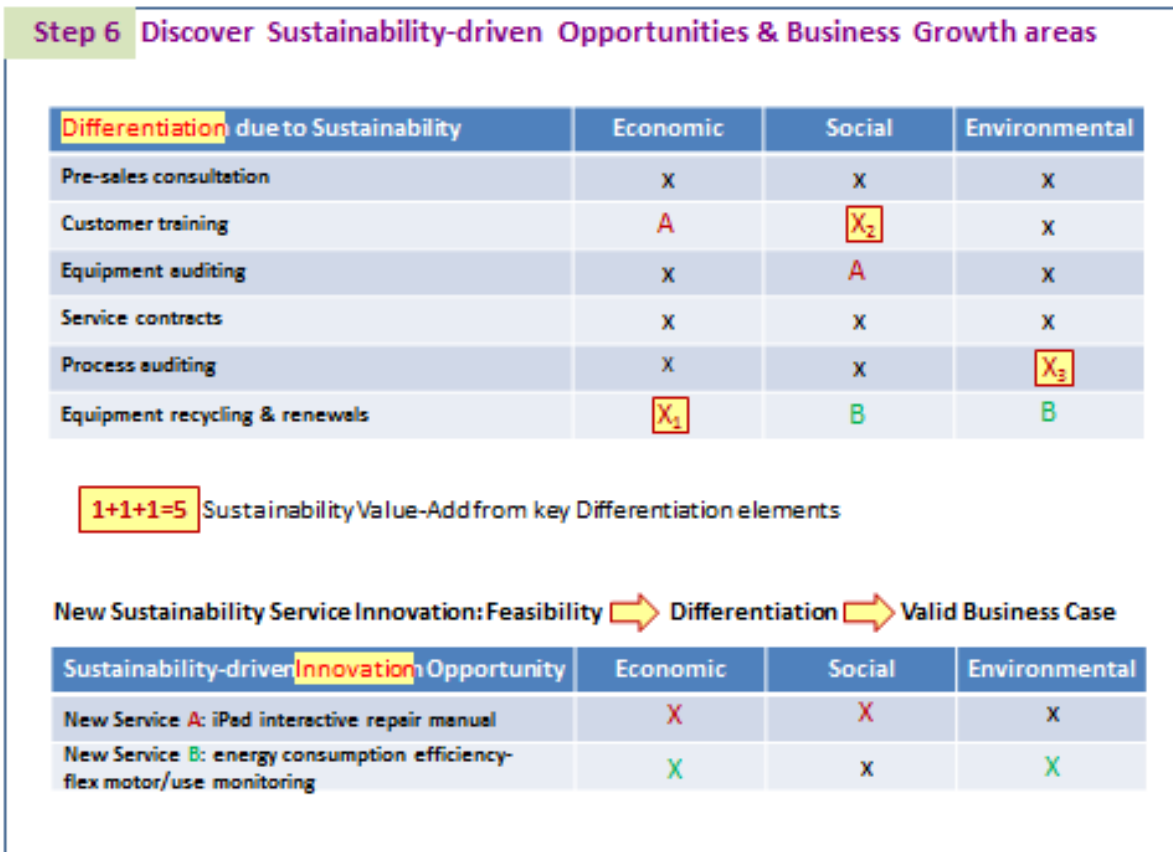 Step 6 Discover Sustainability-driven Opportunities & Business Growth areas
Differentiation due to Sustainability Economic Social Environmental
Pre-sales consultation x x x
Customer training A X₂ x
Equipment auditing x A x
Service contracts x x x
Process auditing x x X₃
Equipment recycling & renewals X₁ B B
1+1+1=5 Sustainability Value-Add from key Differentiation elements
New Sustainability Service Innovation: Feasibility Differentiation Valid Business Case
Sustainability-driven Innovation Opportunity Economic Social Environmental
New Service A: iPad interactive repair manual X X x
New Service B: energy consumption efficiency-
flex motor/use monitoring X x X